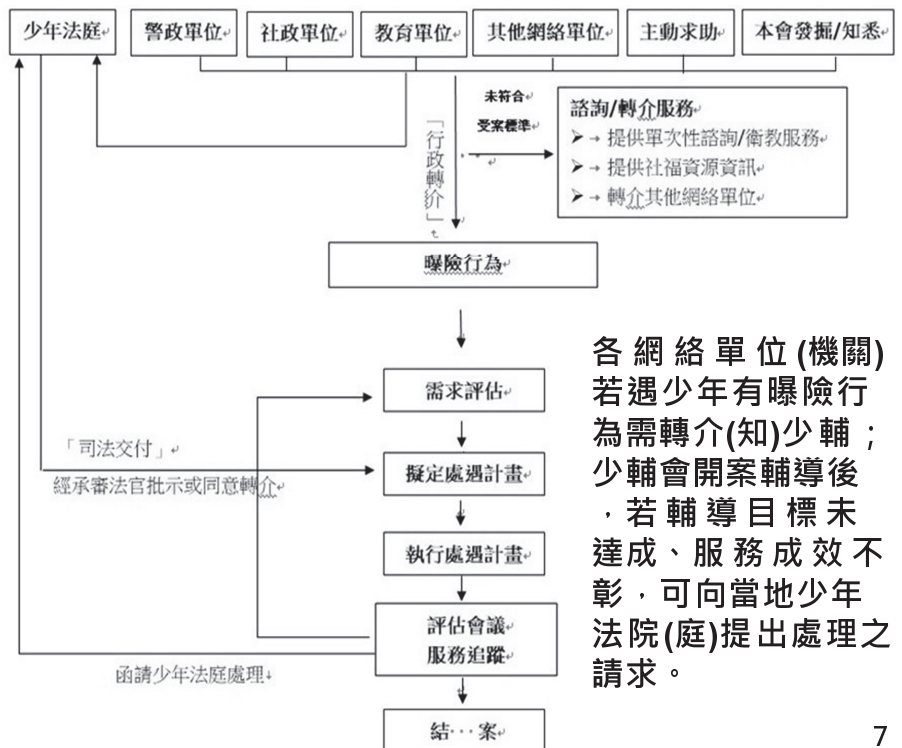 少年法庭 警政單位 社政單位 教育單位 其他網絡單位 主動求助 本會發掘/知悉
未符合
受案標準
「行政轉介」
諮詢/轉介服務
➢→ 提供單次性諮詢/衛教服務
➢→ 提供社福資源資訊
➢→ 轉介其他網絡單位
曝險行為
需求評估
「司法交付」
經承審法官批示或同意轉介
擬定處遇計畫
執行處遇計畫
評估會議
服務追蹤
函請少年法庭處理
結···案
各網絡單位(機關)
若遇少年有曝險行
為需轉介(知)少輔；
少輔會開案輔導後
，若輔導目標未
達成、服務成效不
彰，可向當地少年
法院(庭)提出處理之
請求。
7